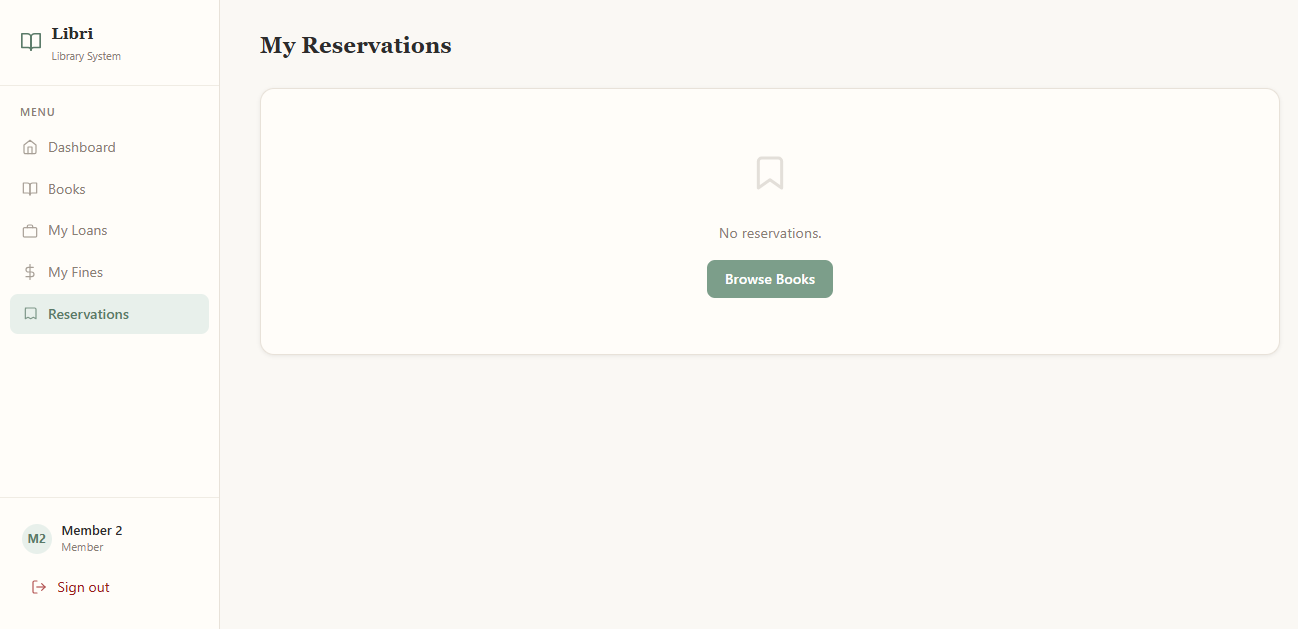 Libri
Library System
MENU
Dashboard
Books
My Loans
My Fines
Reservations
M2
Member 2
Member
Sign out
My Reservations
No reservations.
Browse Books